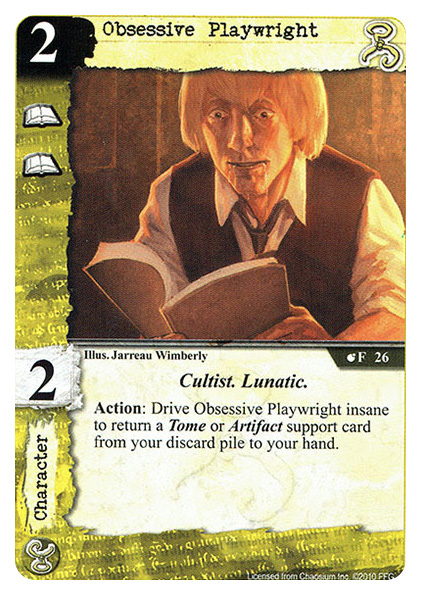 2
Obsessive Playwright
Illus. Jarreau Wimberly
F 26
2
Cultist. Lunatic.
Action: Drive Obsessive Playwright insane
to return a Tome or Artifact support card
from your discard pile to your hand.
Character
Licensed from Chaosium Inc. ©2010 FFG